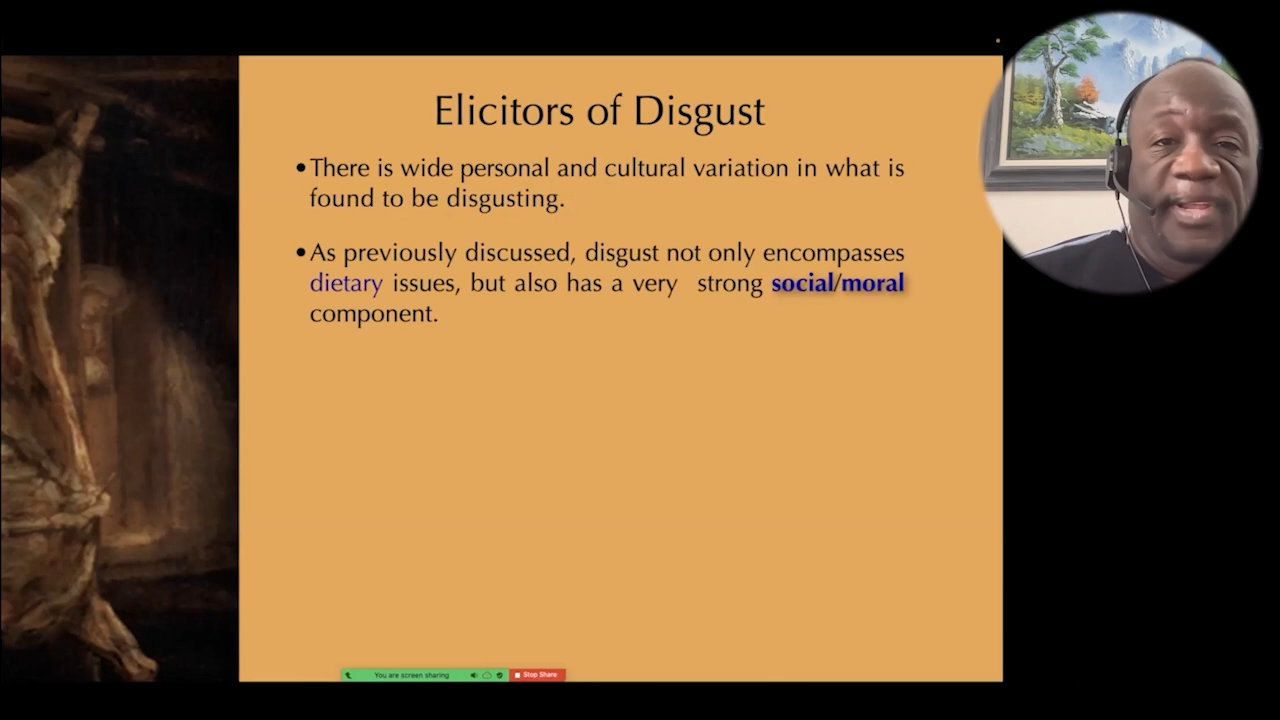 Elicitors of Disgust
•There is wide personal and cultural variation in what is
found to be disgusting.
•As previously discussed, disgust not only encompasses
dietary issues, but also has a very strong social/moral
component.
You are screen sharing
Stop Share